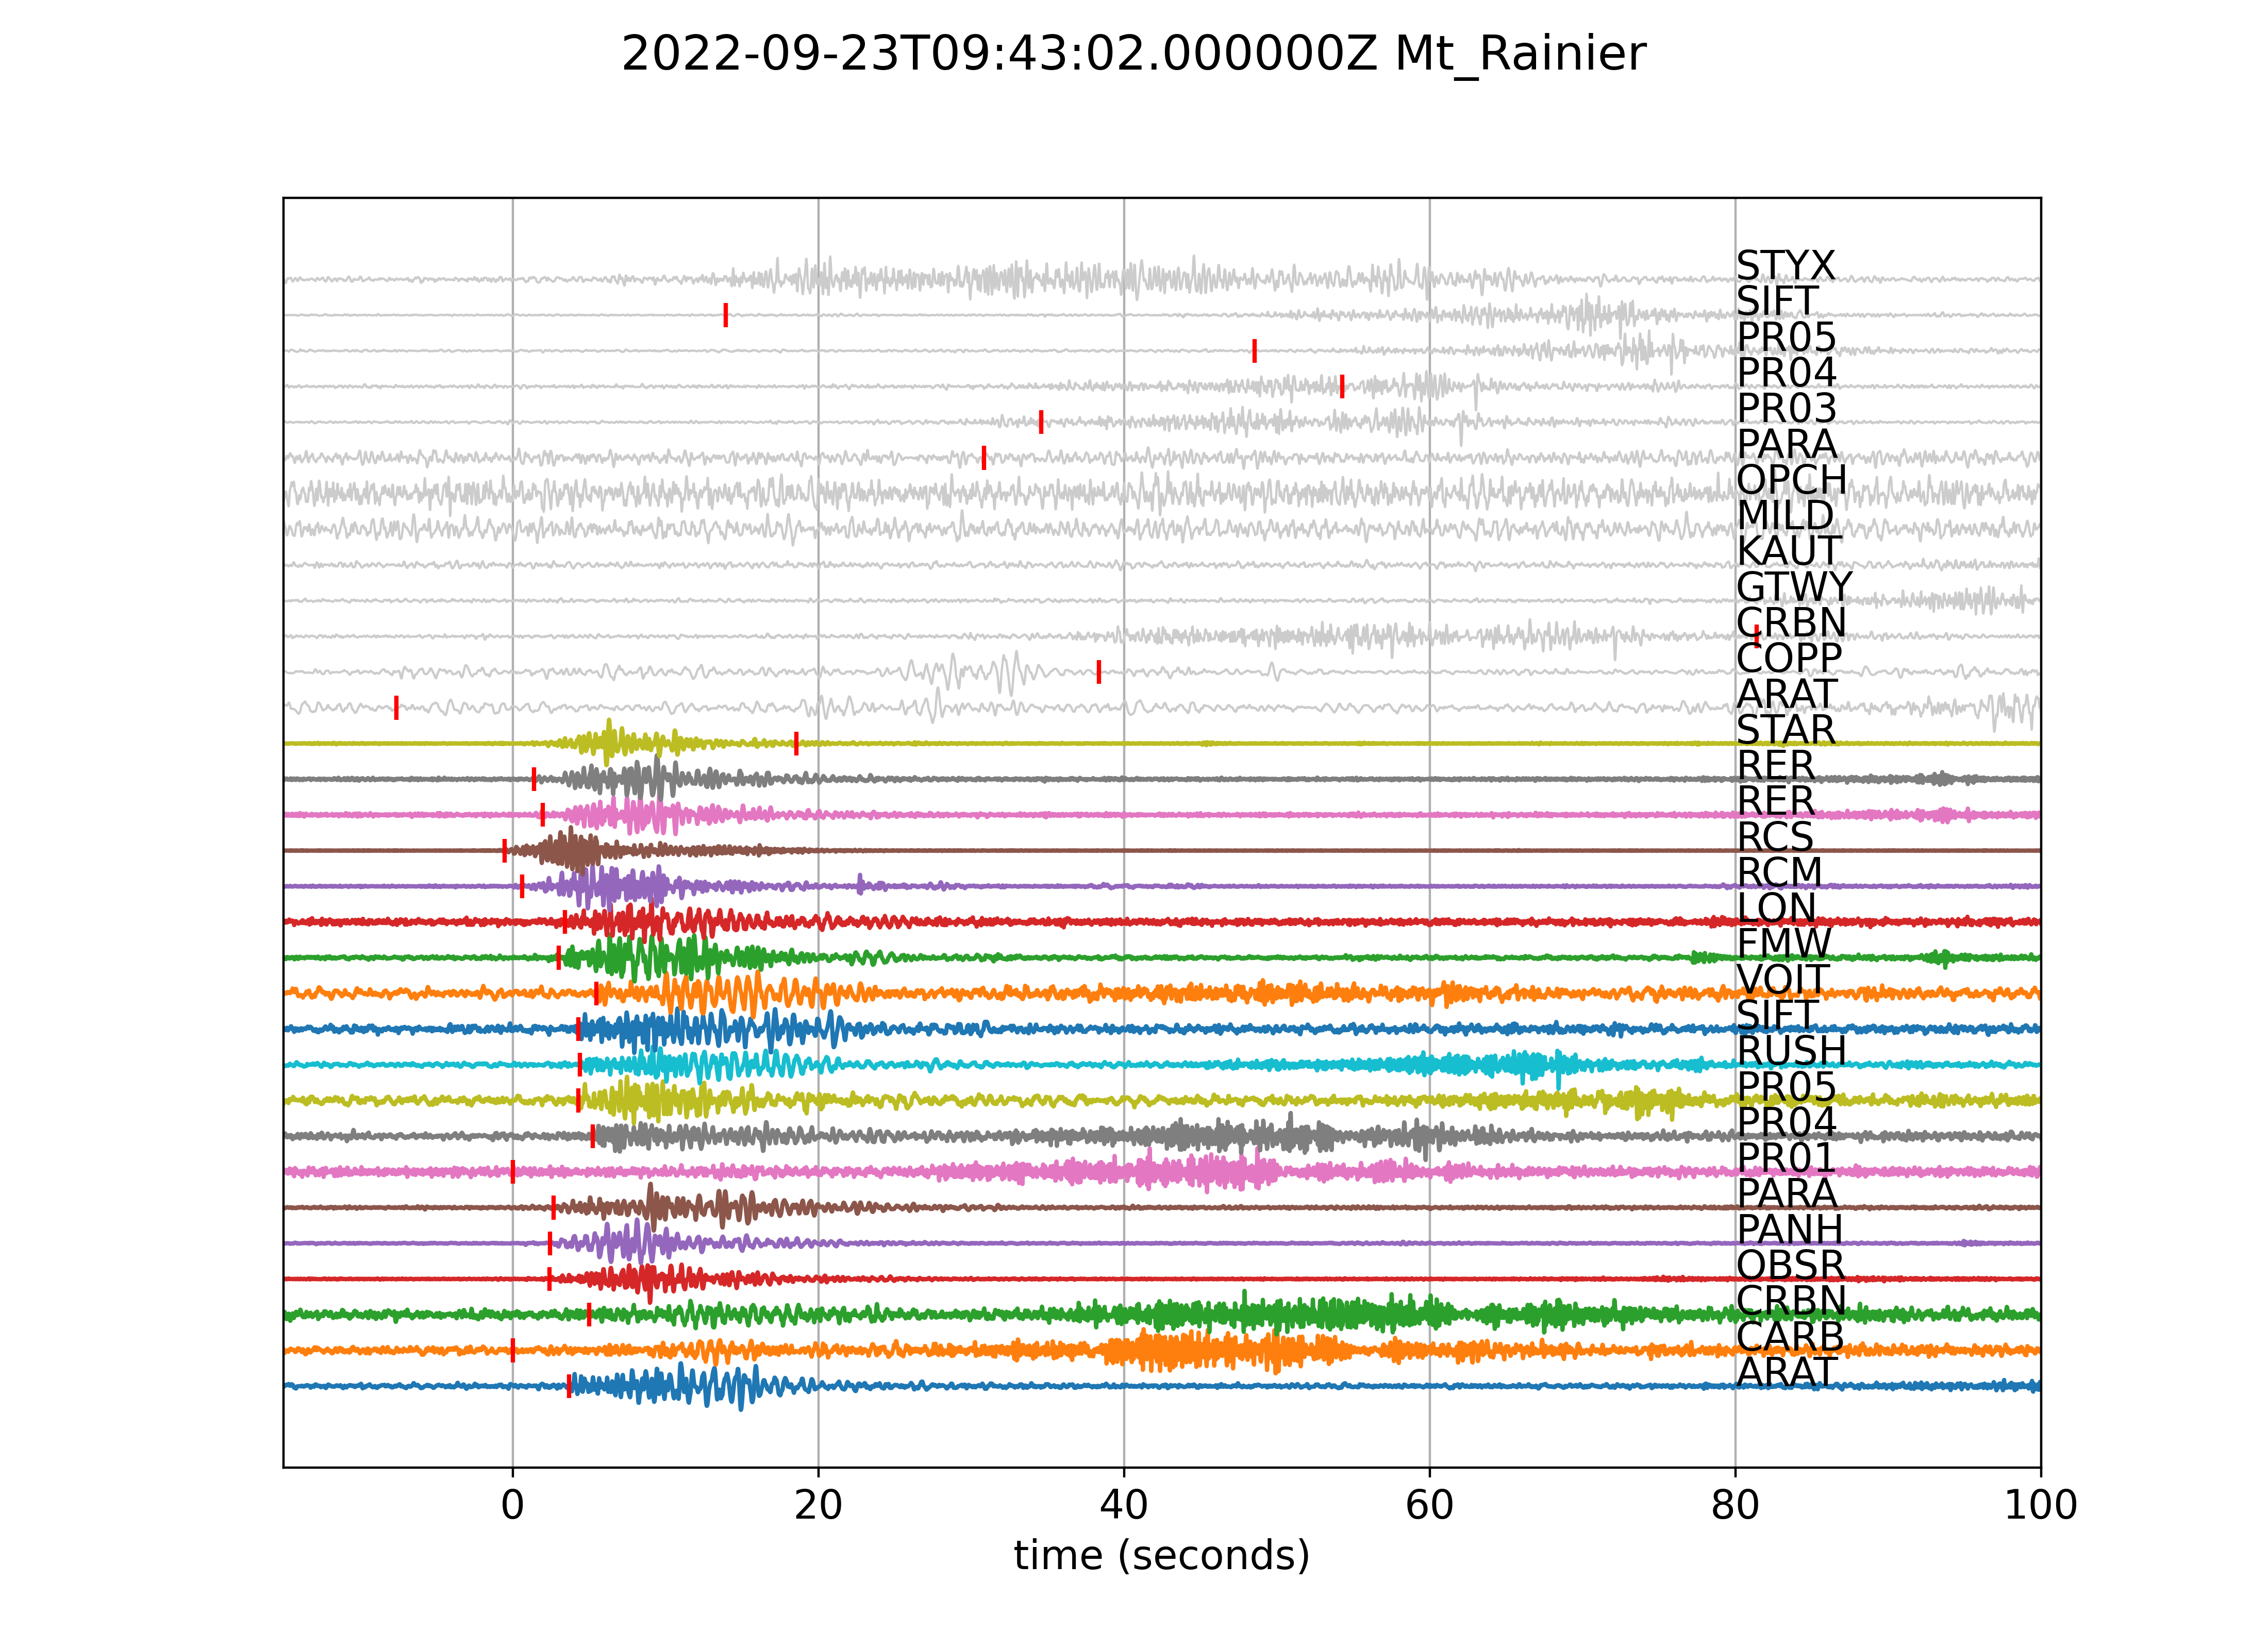 2022-09-23T09:43:02.000000Z Mt_Rainier
STYX
SIFT
PR05
PR04
PR03
PARA
OPCH
MILD
KAUT
GTWY
CRBN
COPP
ARAT
STAR
RER
RER
RCS
RCM
LON
FMW
VOIT
SIFT
RUSH
PR05
PR04
PR01
PARA
PANH
OBSR
CRBN
CARB
ARAT
0 20 40 60 80 100
time (seconds)